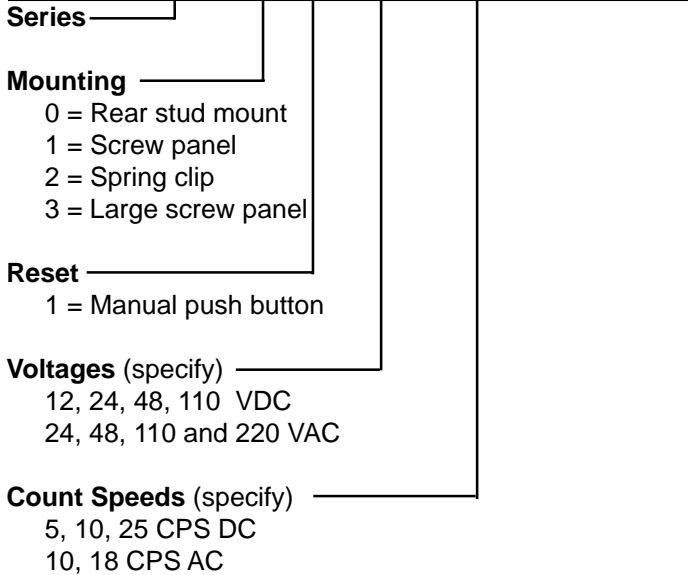 Series
Mounting
0 = Rear stud mount
1 = Screw panel
2 = Spring clip
3 = Large screw panel
Reset
1 = Manual push button
Voltages (specify)
12, 24, 48, 110 VDC
24, 48, 110 and 220 VAC
Count Speeds (specify)
5, 10, 25 CPS DC
10, 18 CPS AC